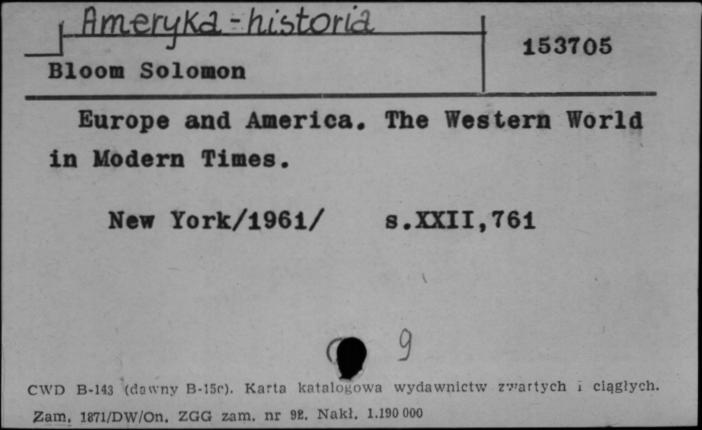 Ameryka - historia
153705
Bloom Solomon
Europe and America. The Western World
in Modern Times.
New York/1961/ s.XXII,761
9
CWD B-143 (dawny B-15c). Karta katalogowa wydawnictw zwartych i ciągłych.
Zam. 1871/DW/On. ZGG zam. nr 92. Nakł. 1.190 000